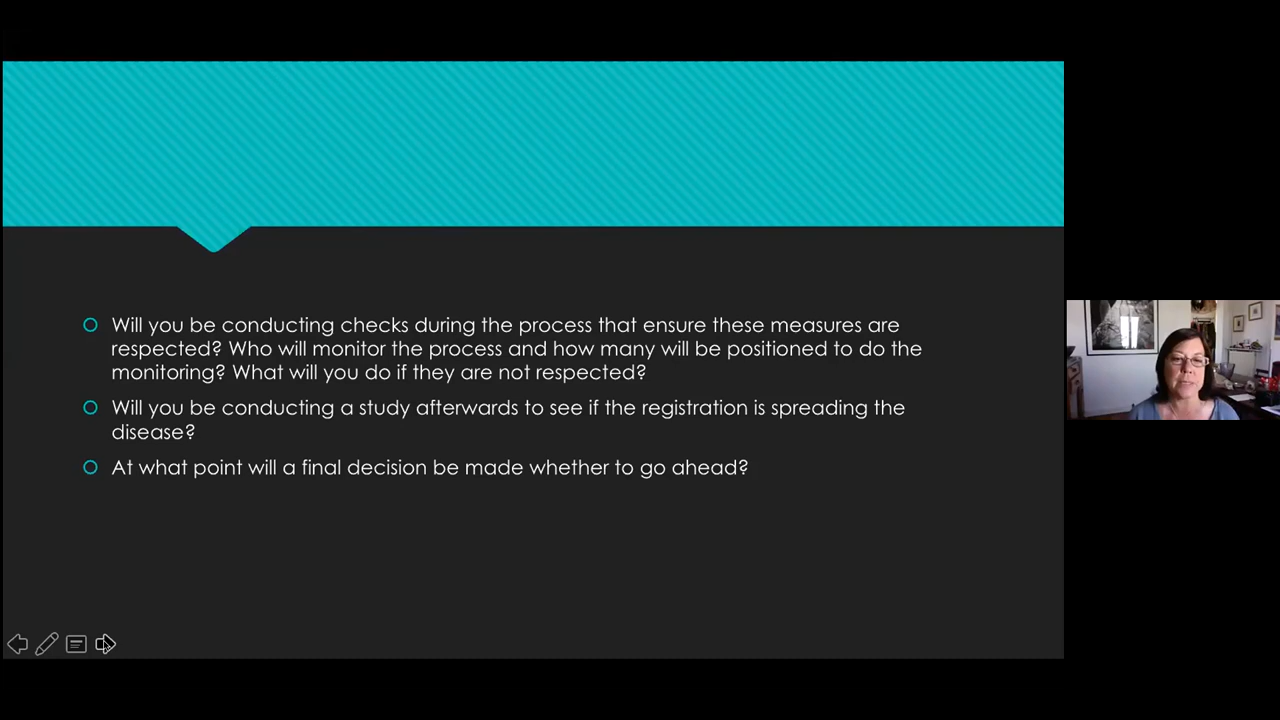 Will you be conducting checks during the process that ensure these measures are
respected? Who will monitor the process and how many will be positioned to do the
monitoring? What will you do if they are not respected?
Will you be conducting a study afterwards to see if the registration is spreading the
disease?
At what point will a final decision be made whether to go ahead?